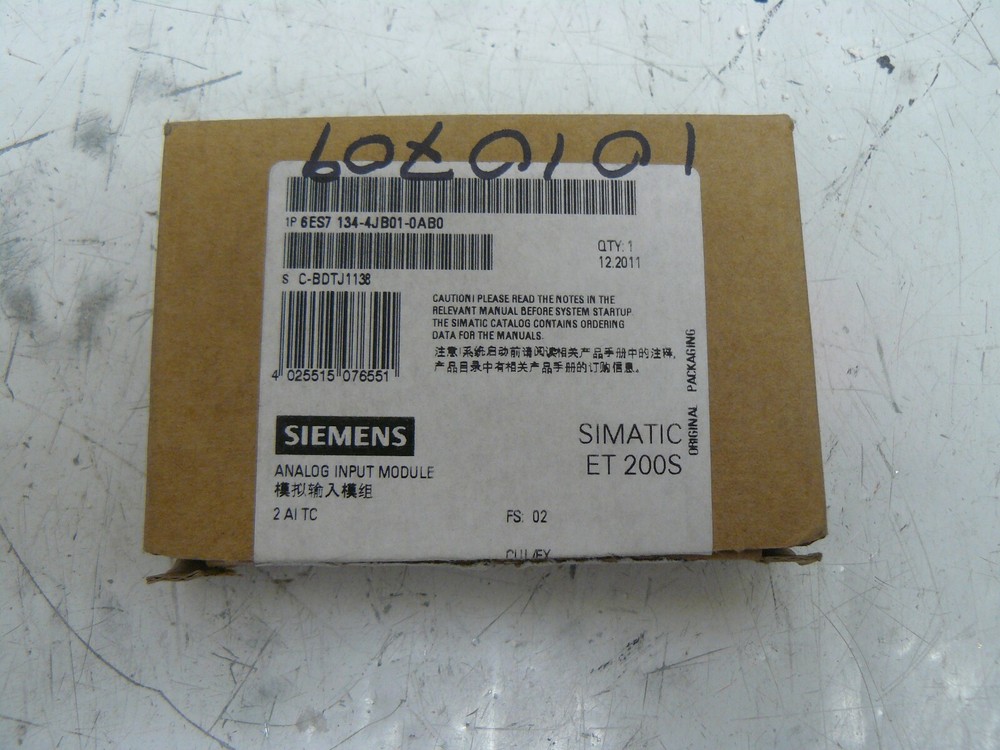 1010709
1P 6ES7 134-4JB01-0AB0
QTY: 1
12.2011
S C-BDTJ1138
CAUTION! PLEASE READ THE NOTES IN THE
RELEVANT MANUAL BEFORE SYSTEM STARTUP.
THE SIMATIC CATALOG CONTAINS ORDERING
DATA FOR THE MANUALS.
注意!系统启动前请阅读相关产品手册中的注释,
产品目录中有相关产品手册的订购信息。
4 025515 076551
ORIGINAL PACKAGING
SIEMENS
SIMATIC
ET 200S
ANALOG INPUT MODULE
模拟输入模组
2 AI TC
FS: 02